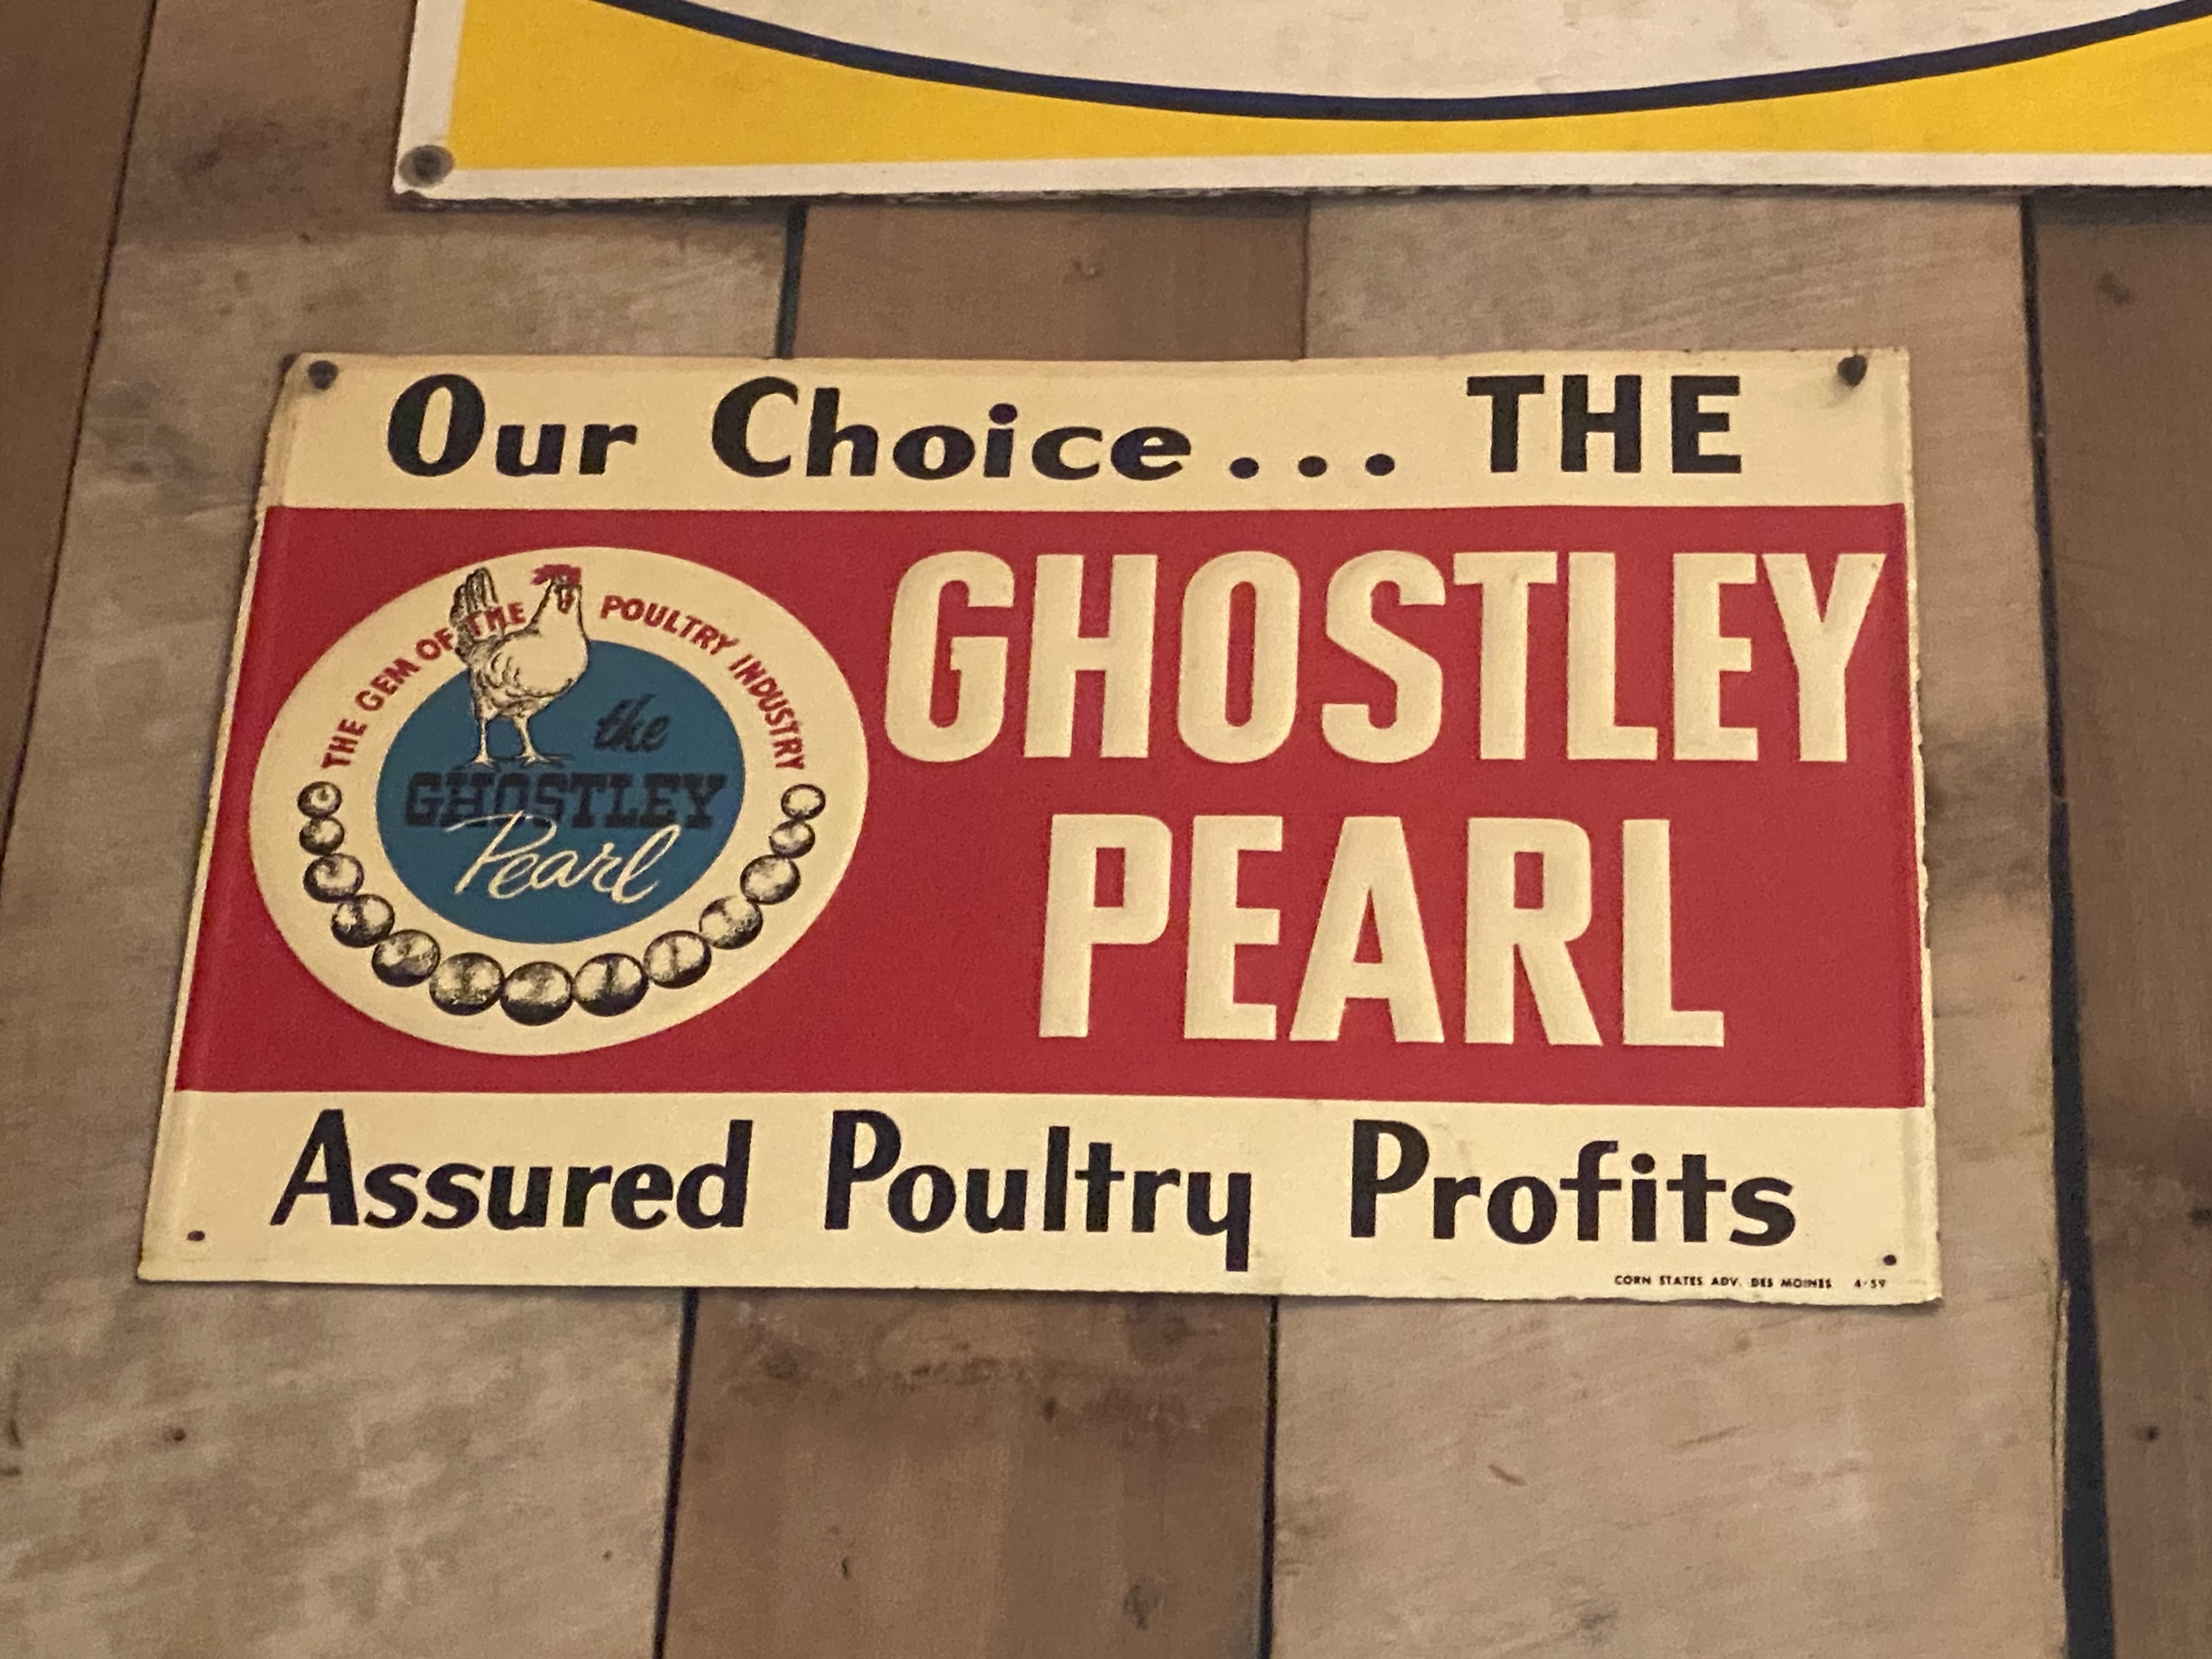 Our Choice... THE
THE GEM OF THE POULTRY INDUSTRY
the
GHOSTLEY
Pearl
GHOSTLEY
PEARL
Assured Poultry Profits
CORN STATES ADV. DES MOINES 4-59